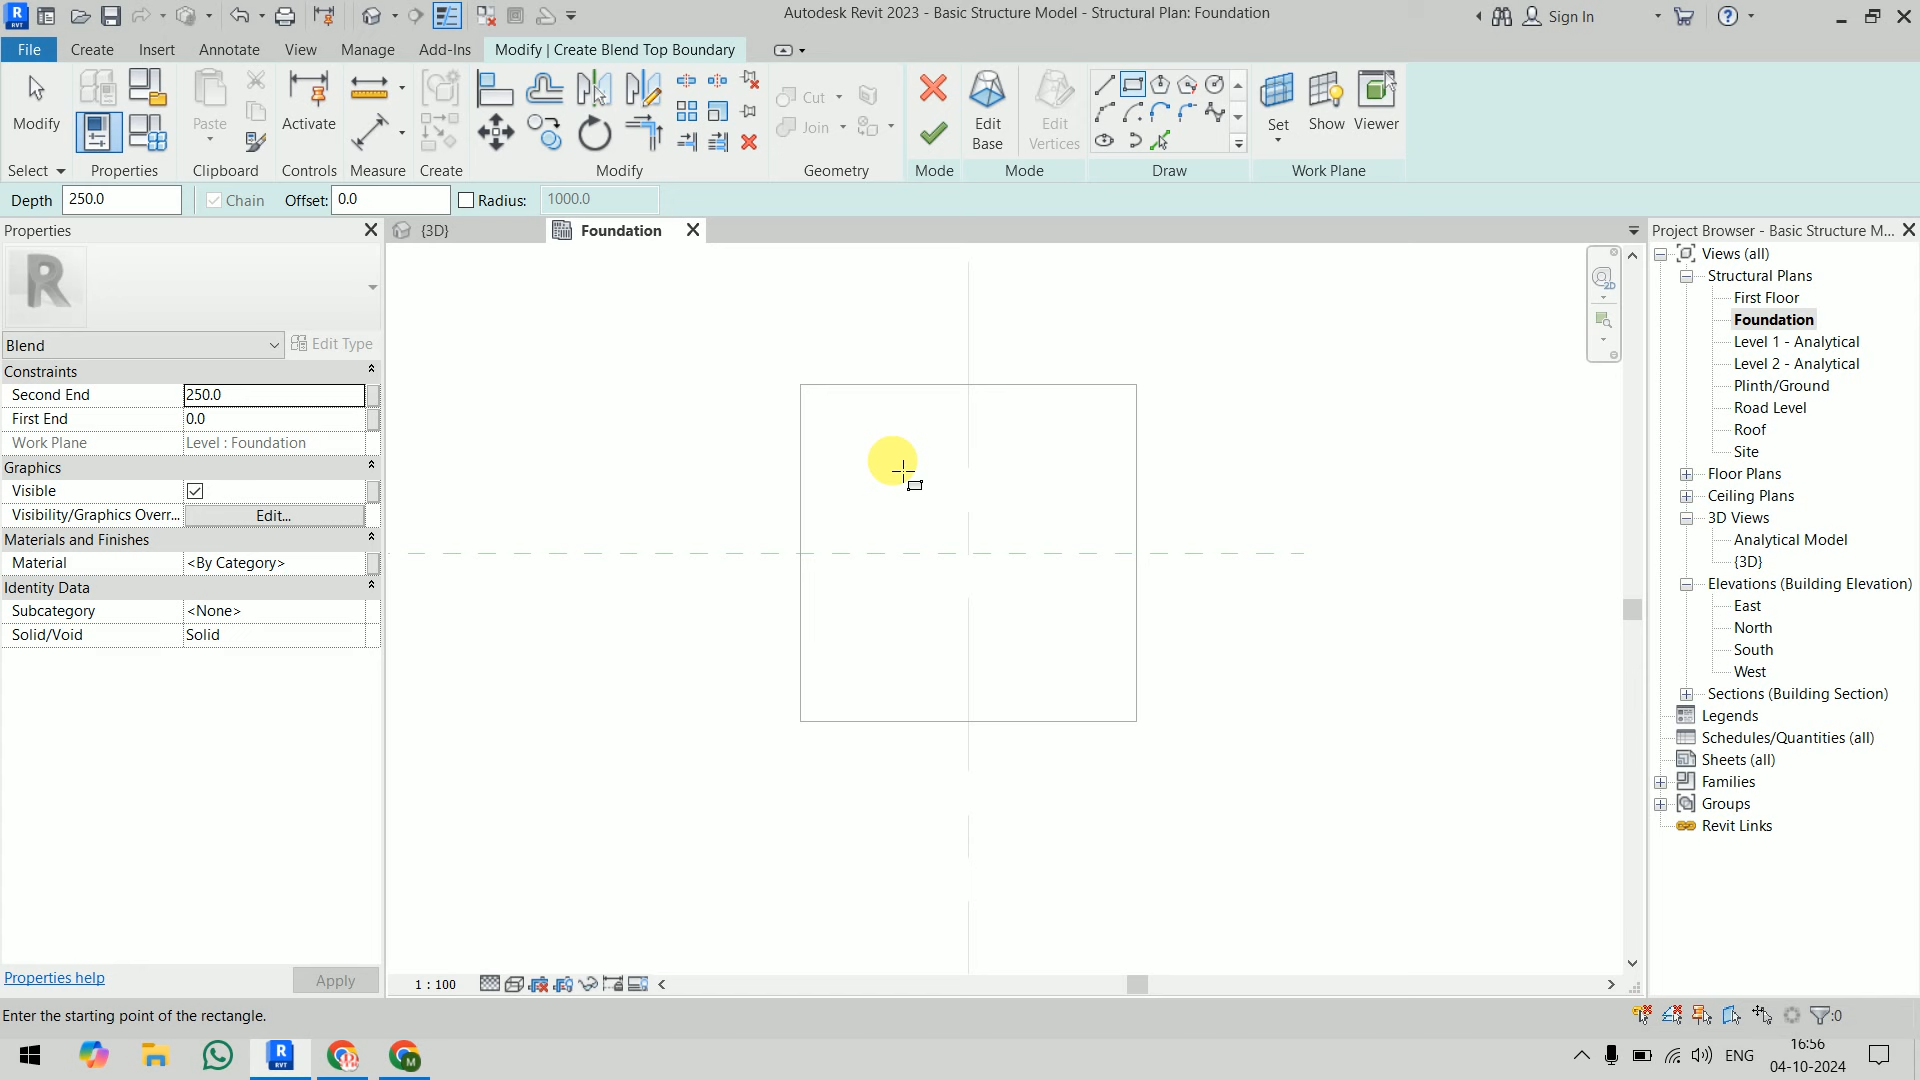 Autodesk Revit 2023 - Basic Structure Model - Structural Plan: Foundation
Sign In
File
Create
Insert
Annotate
View
Manage
Add-Ins
Modify | Create Blend Top Boundary
Modify
Paste
Activate
Cut
Join
Edit
Base
Edit
Vertices
Set
Show
Viewer
Select
Properties
Clipboard
Controls
Measure
Create
Modify
Geometry
Mode
Mode
Draw
Work Plane
Depth 250.0
Chain
Offset: 0.0
Radius: 1000.0
Properties
{3D}
Foundation
Project Browser - Basic Structure M...
R
Blend
Edit Type
Constraints
Second End 250.0
First End 0.0
Work Plane Level : Foundation
Graphics
Visible
Visibility/Graphics Overr... Edit...
Materials and Finishes
Material <By Category>
Identity Data
Subcategory <None>
Solid/Void Solid
Properties help
Apply
2D
Views (all)
Structural Plans
First Floor
Foundation
Level 1 - Analytical
Level 2 - Analytical
Plinth/Ground
Road Level
Roof
Site
Floor Plans
Ceiling Plans
3D Views
Analytical Model
{3D}
Elevations (Building Elevation)
East
North
South
West
Sections (Building Section)
Legends
Schedules/Quantities (all)
Sheets (all)
Families
Groups
Revit Links
1 : 100
Enter the starting point of the rectangle.
:0
ENG
16:56
04-10-2024